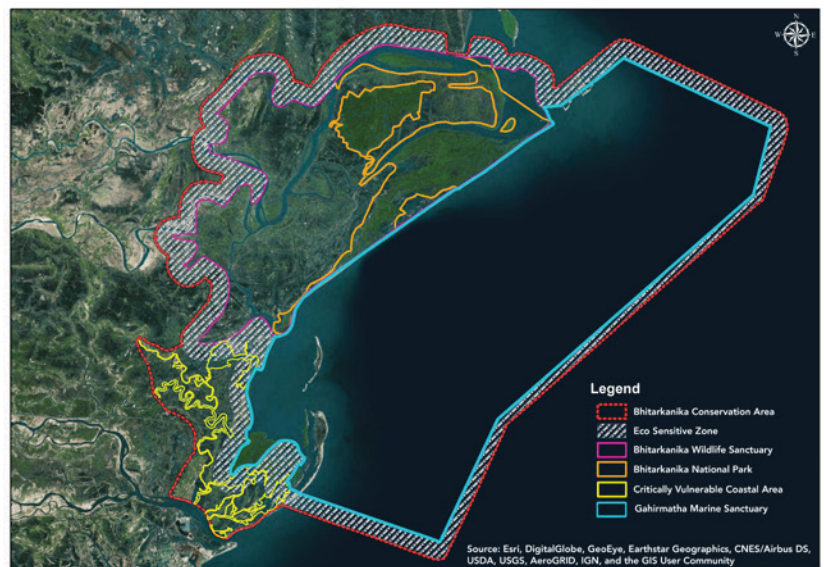 N
W E
S
Legend
Bhitarkanika Conservation Area
Eco Sensitive Zone
Bhitarkanika Wildlife Sanctuary
Bhitarkanika National Park
Critically Vulnerable Coastal Area
Gahirmatha Marine Sanctuary
Source: Esri, DigitalGlobe, GeoEye, Earthstar Geographics, CNES/Airbus DS,
USDA, USGS, AeroGRID, IGN, and the GIS User Community